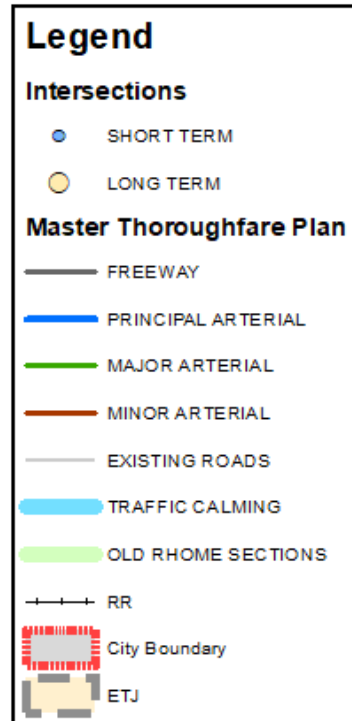 Legend
Intersections
SHORT TERM
LONG TERM
Master Thoroughfare Plan
FREEWAY
PRINCIPAL ARTERIAL
MAJOR ARTERIAL
MINOR ARTERIAL
EXISTING ROADS
TRAFFIC CALMING
OLD RHOME SECTIONS
RR
City Boundary
ETJ